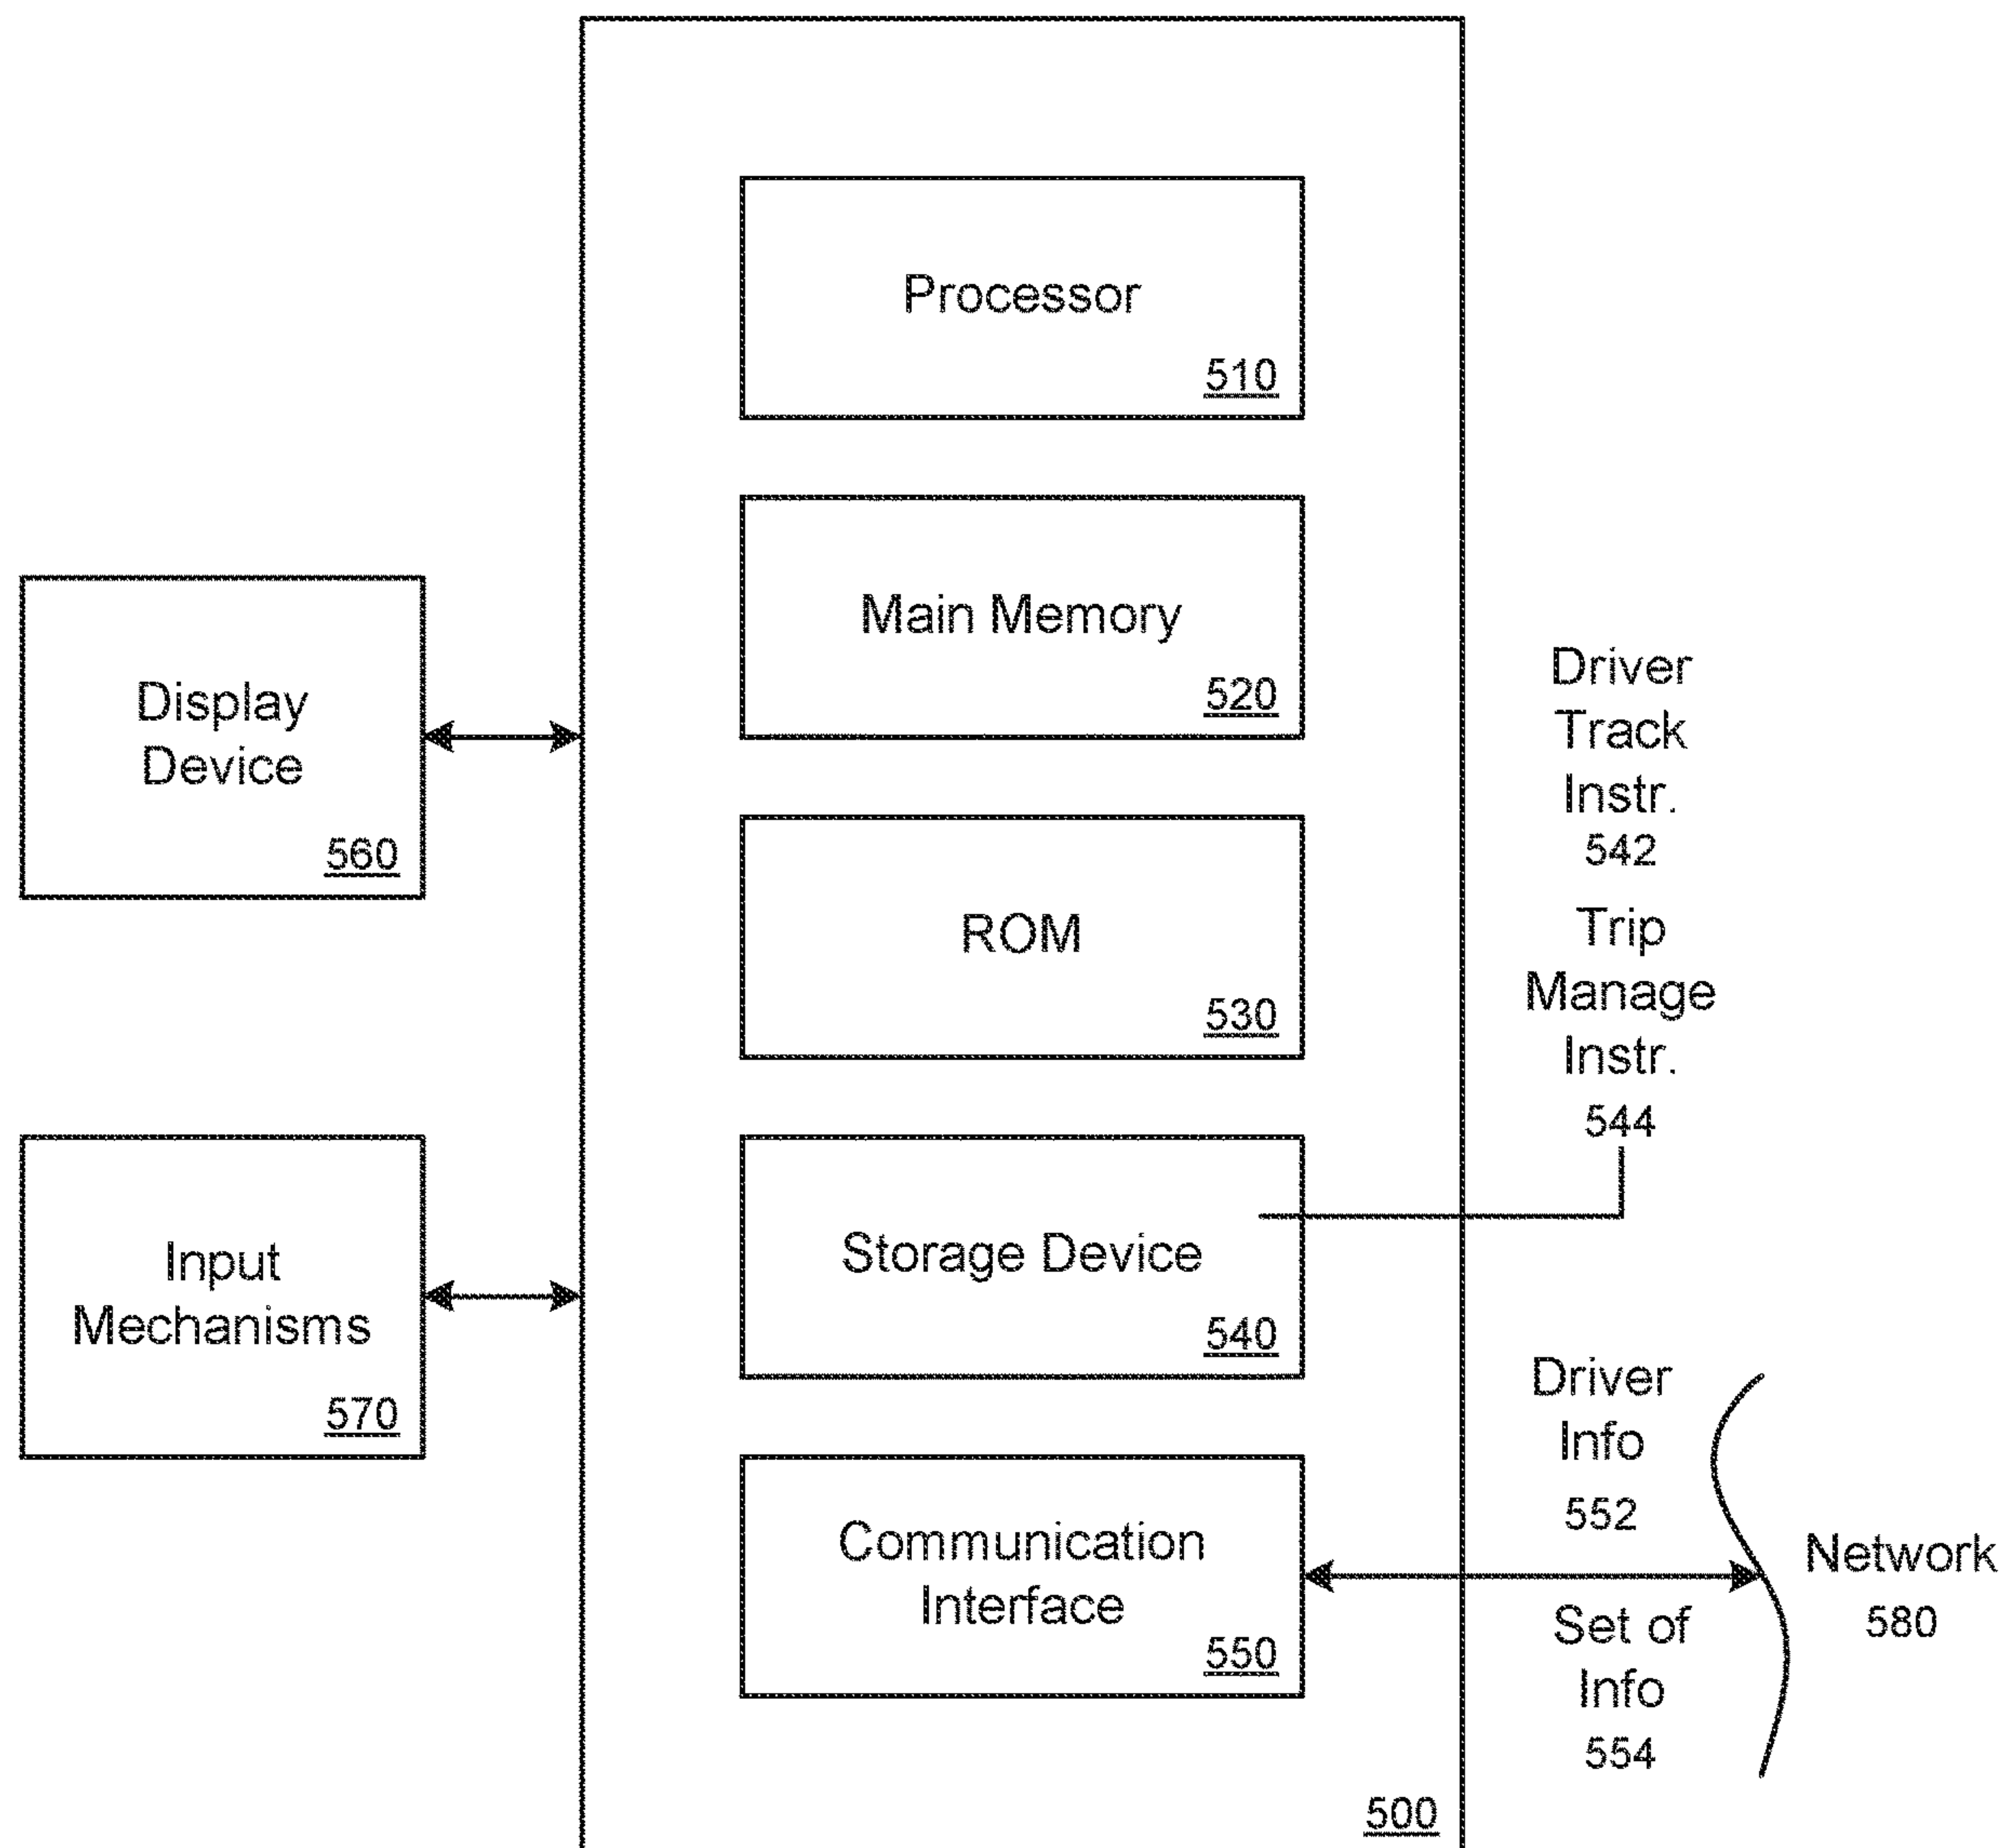 Processor
510
Main Memory
520
Display
Device
560
ROM
530
Driver
Track
Instr.
542
Trip
Manage
Instr.
544
Input
Mechanisms
570
Storage Device
540
Communication
Interface
550
Driver
Info
552
Set of
Info
554
Network
580
500